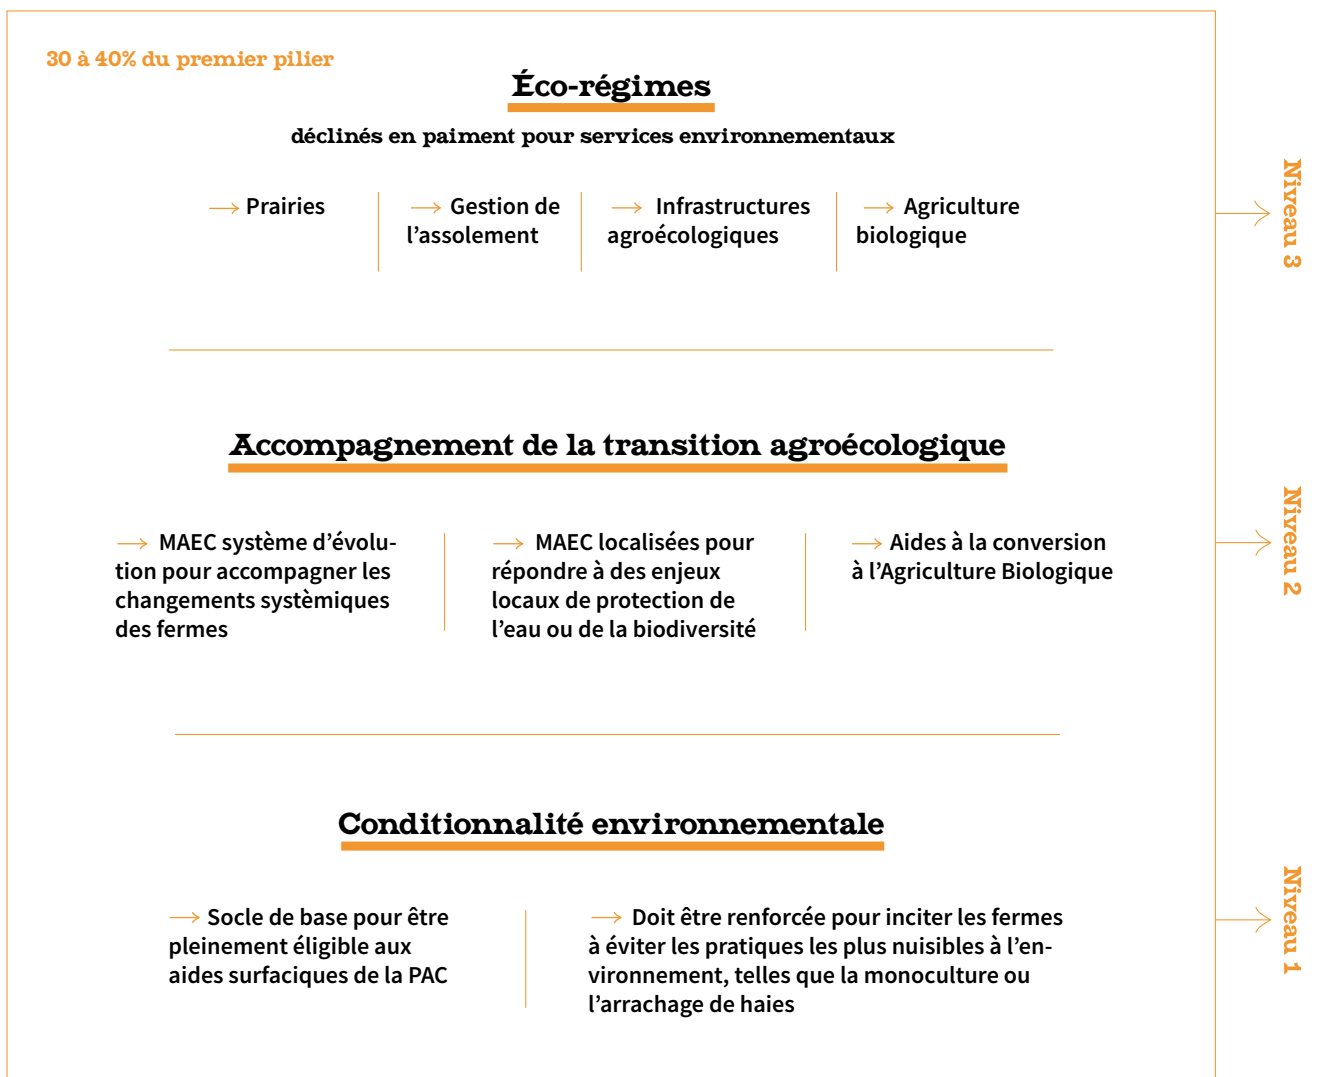 30 à 40% du premier pilier
Éco-régimes
déclinés en paiment pour services environnementaux
→ Prairies
→ Gestion de
l'assolement
→ Infrastructures
agroécologiques
→ Agriculture
biologique
Niveau 3
Accompagnement de la transition agroécologique
→ MAEC système d'évolu-
tion pour accompagner les
changements systèmiques
des fermes
→ MAEC localisées pour
répondre à des enjeux
locaux de protection de
l'eau ou de la biodiversité
→ Aides à la conversion
à l'Agriculture Biologique
Niveau 2
Conditionnalité environnementale
→ Socle de base pour être
pleinement éligible aux
aides surfaciques de la PAC
→ Doit être renforcée pour inciter les fermes
à éviter les pratiques les plus nuisibles à l'en-
vironnement, telles que la monoculture ou
l'arrachage de haies
Niveau 1